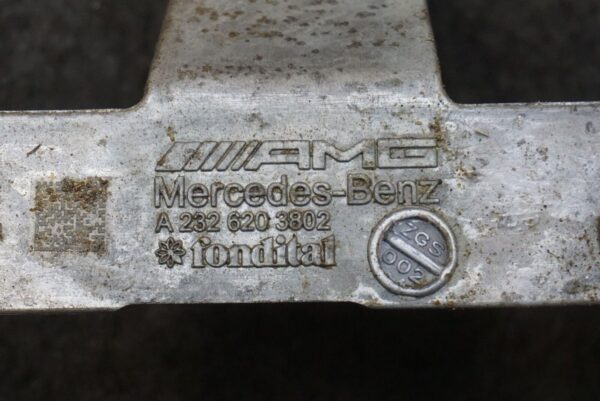 AMG
Mercedes-Benz
A 232 620 3802
fondital
ZGS
002